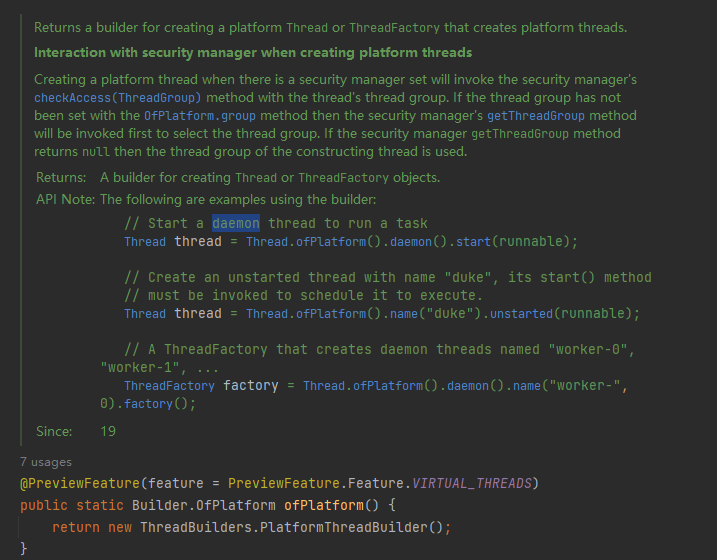 Returns a builder for creating a platform Thread or ThreadFactory that creates platform threads.
Interaction with security manager when creating platform threads
Creating a platform thread when there is a security manager set will invoke the security manager's
checkAccess(ThreadGroup) method with the thread's thread group. If the thread group has not
been set with the OfPlatform.group method then the security manager's getThreadGroup method
will be invoked first to select the thread group. If the security manager getThreadGroup method
returns null then the thread group of the constructing thread is used.
Returns: A builder for creating Thread or ThreadFactory objects.
API Note: The following are examples using the builder:
// Start a daemon thread to run a task
Thread thread = Thread.ofPlatform().daemon().start(runnable);
// Create an unstarted thread with name "duke", its start() method
// must be invoked to schedule it to execute.
Thread thread = Thread.ofPlatform().name("duke").unstarted(runnable);
// A ThreadFactory that creates daemon threads named "worker-0",
"worker-1", ...
ThreadFactory factory = Thread.ofPlatform().daemon().name("worker-",
0).factory();
Since: 19
7 usages
@PreviewFeature(feature = PreviewFeature.Feature.VIRTUAL_THREADS)
public static Builder.OfPlatform ofPlatform() {
return new ThreadBuilders.PlatformThreadBuilder();
}